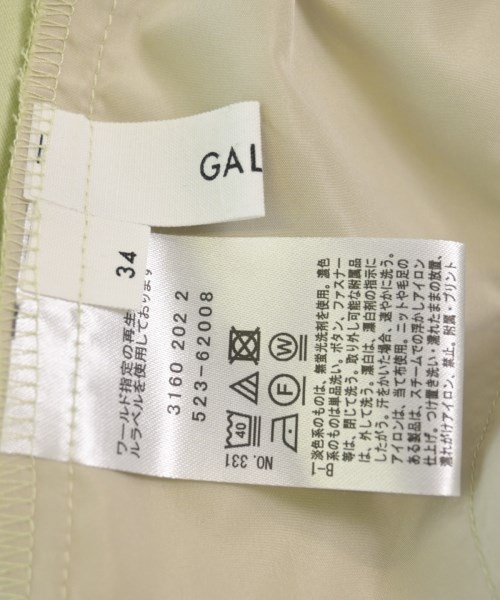 GAL
34
ワールド指定の再生
ルラベルを使用しております
3160 202 2
523-62008
40
F W
NO. 331
淡色系のものは、無蛍光洗剤を使用。濃色
系のものは単品洗い。ボタン、ファスナー
等は、閉じて洗う。取り外し可能な附属品
は、外して洗う。漂白は、漂白剤の指示に
したがう。汗をかいた場合、速やかに洗う。
アイロンは、当て布使用。ニットや毛足の
ある製品は、スチームでの浮かしアイロン
仕上げ。つけ置き洗い・濡れたままの放置、
濡れがけアイロン、禁止。附属・プリント